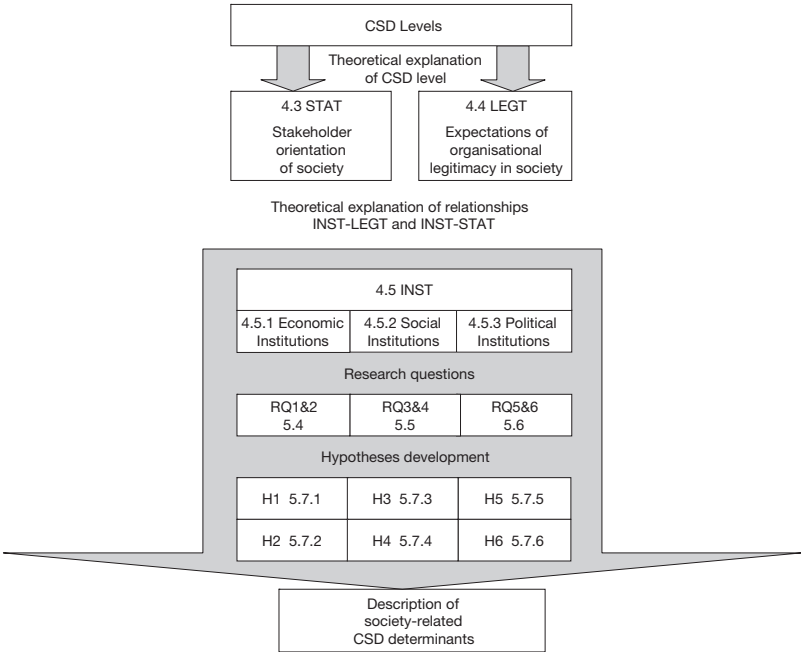 CSD Levels
Theoretical explanation
of CSD level
4.3 STAT
Stakeholder
orientation
of society
4.4 LEGT
Expectations of
organisational
legitimacy in society
Theoretical explanation of relationships
INST-LEGT and INST-STAT
4.5 INST
4.5.1 Economic
Institutions
4.5.2 Social
Institutions
4.5.3 Political
Institutions
Research questions
RQ1&2
5.4
RQ3&4
5.5
RQ5&6
5.6
Hypotheses development
H1 5.7.1
H3 5.7.3
H5 5.7.5
H2 5.7.2
H4 5.7.4
H6 5.7.6
Description of
society-related
CSD determinants